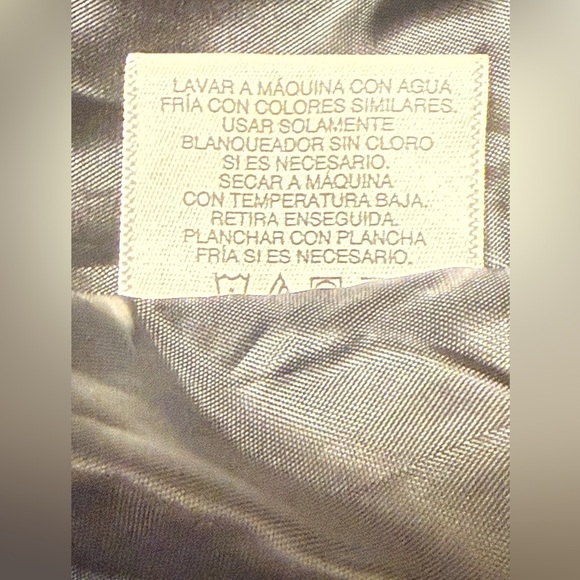 LAVAR A MÁQUINA CON AGUA
FRÍA CON COLORES SIMILARES.
USAR SOLAMENTE
BLANQUEADOR SIN CLORO
SI ES NECESARIO.
SECAR A MÁQUINA
CON TEMPERATURA BAJA.
RETIRA ENSEGUIDA.
PLANCHAR CON PLANCHA
FRÍA SI ES NECESARIO.